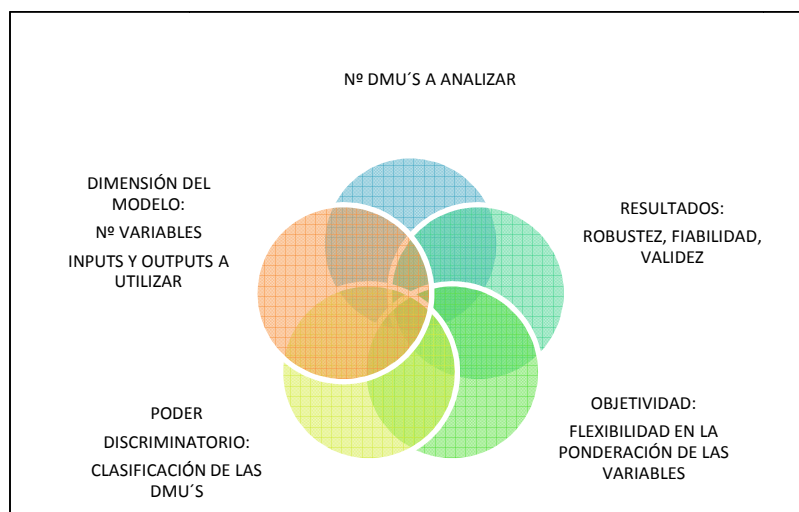 Nº DMU´S A ANALIZAR
DIMENSIÓN DEL
MODELO:
Nº VARIABLES
INPUTS Y OUTPUTS A
UTILIZAR
RESULTADOS:
ROBUSTEZ, FIABILIDAD,
VALIDEZ
PODER
DISCRIMINATORIO:
CLASIFICACIÓN DE LAS
DMU´S
OBJETIVIDAD:
FLEXIBILIDAD EN LA
PONDERACIÓN DE LAS
VARIABLES